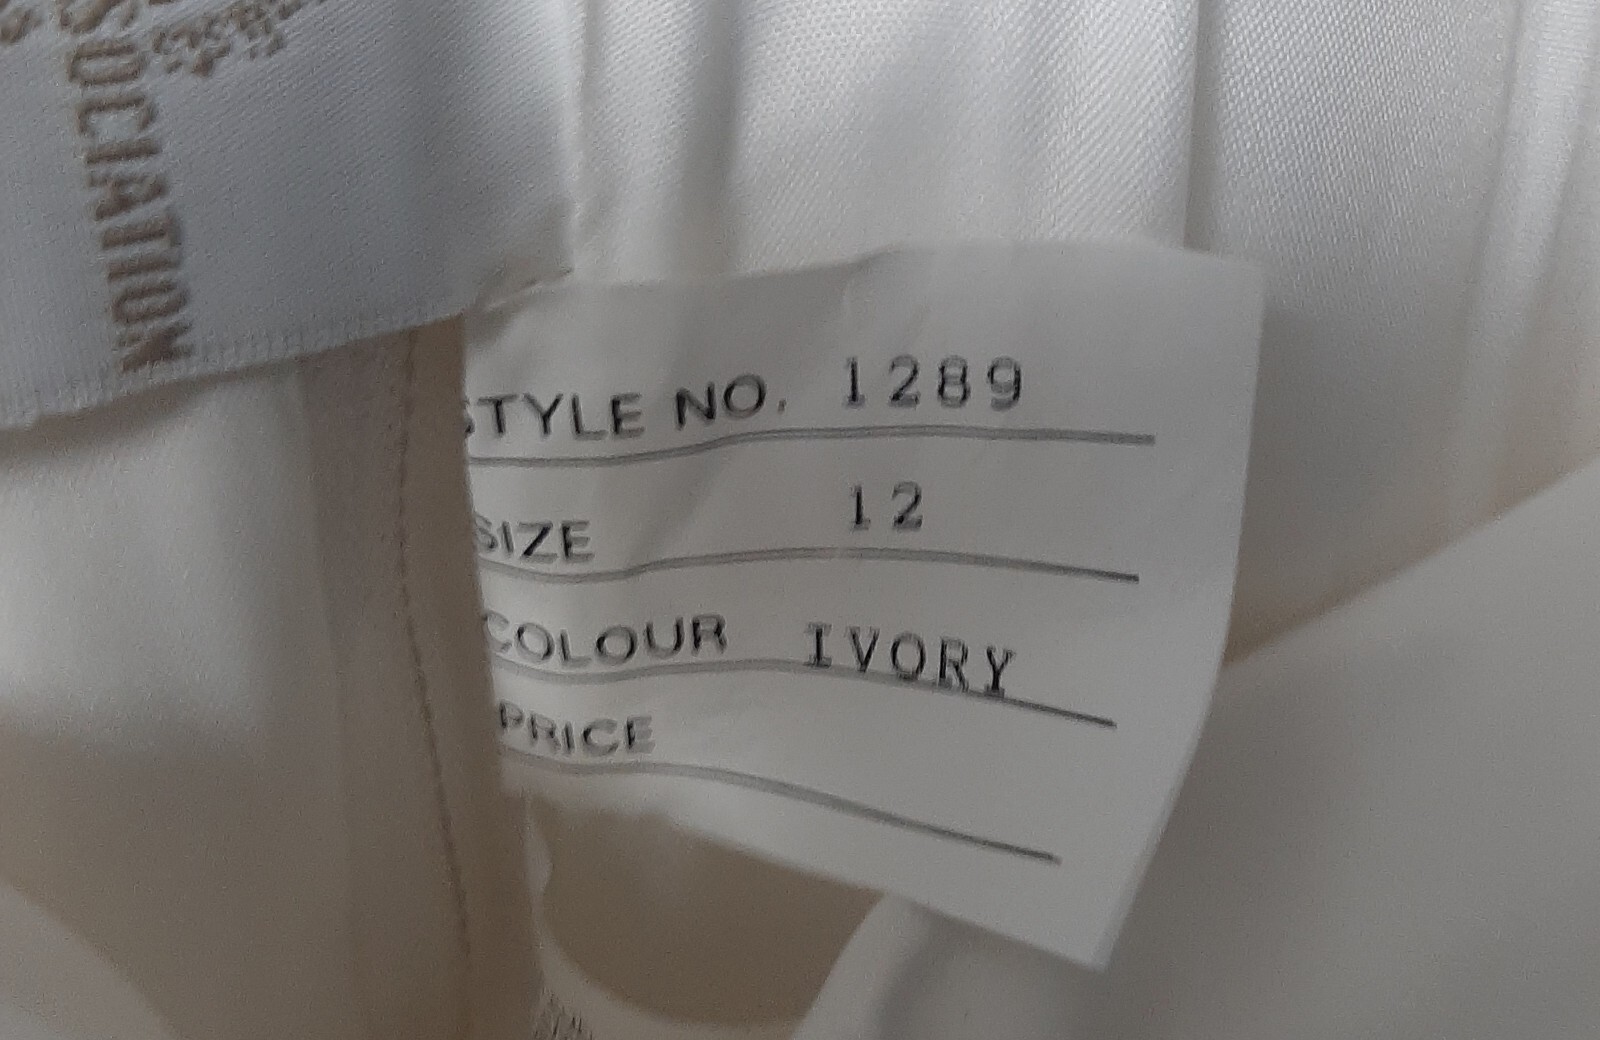 SOCIATION
STYLE NO. 1289
SIZE 12
COLOUR IVORY
PRICE